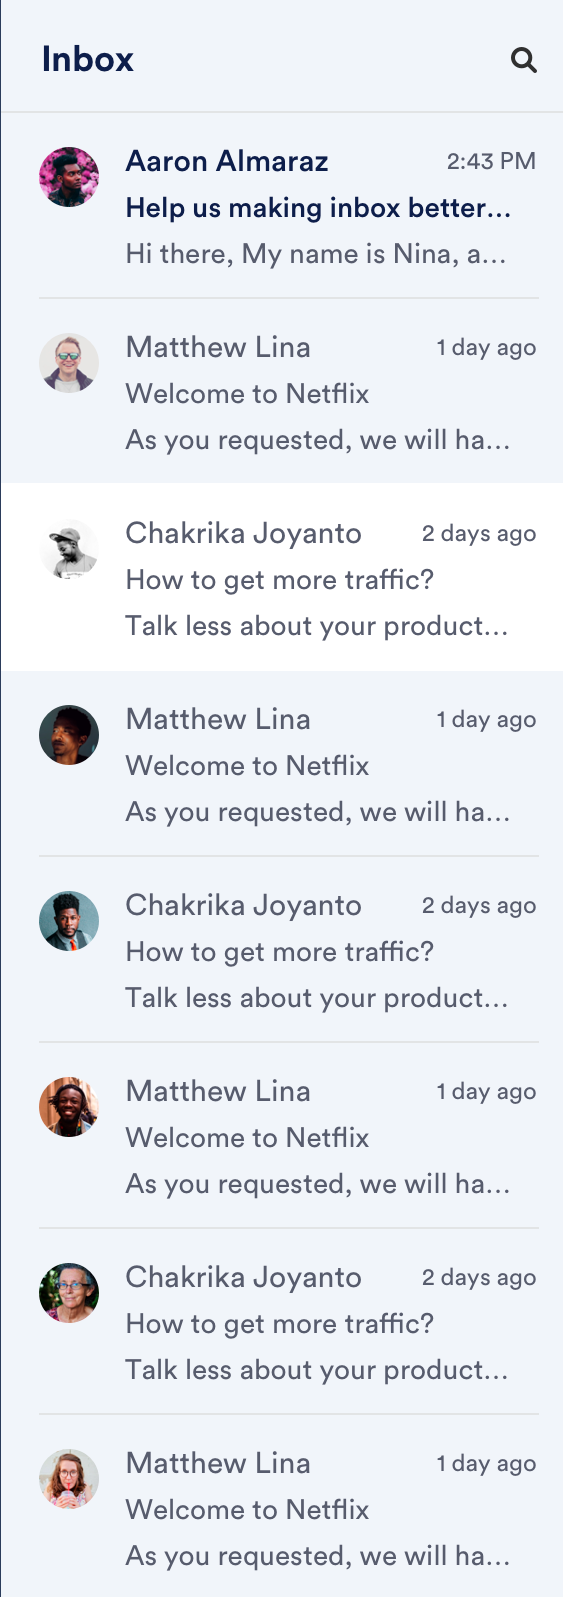 Inbox
Aaron Almaraz 2:43 PM
Help us making inbox better...
Hi there, My name is Nina, a...
Matthew Lina 1 day ago
Welcome to Netflix
As you requested, we will ha...
Chakrika Joyanto 2 days ago
How to get more traffic?
Talk less about your product...
Matthew Lina 1 day ago
Welcome to Netflix
As you requested, we will ha...
Chakrika Joyanto 2 days ago
How to get more traffic?
Talk less about your product...
Matthew Lina 1 day ago
Welcome to Netflix
As you requested, we will ha...
Chakrika Joyanto 2 days ago
How to get more traffic?
Talk less about your product...
Matthew Lina 1 day ago
Welcome to Netflix
As you requested, we will ha...